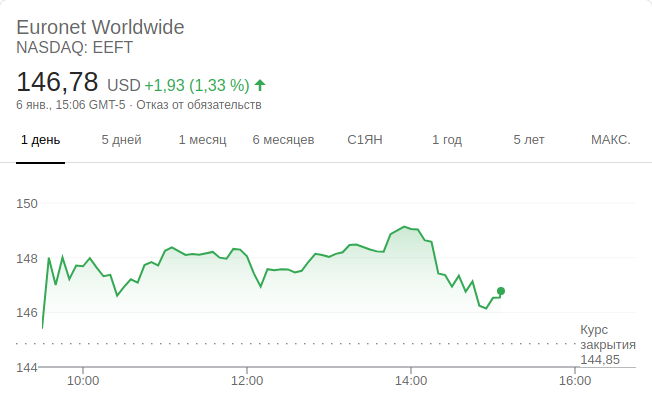 Euronet Worldwide
NASDAQ: EEFT
146,78 USD +1,93 (1,33 %)
6 янв., 15:06 GMT-5 · Отказ от обязательств
1 день 5 дней 1 месяц 6 месяцев С1ЯН 1 год 5 лет МАКС.
150
148
146
Курс
закрытия
144,85
144
10:00 12:00 14:00 16:00